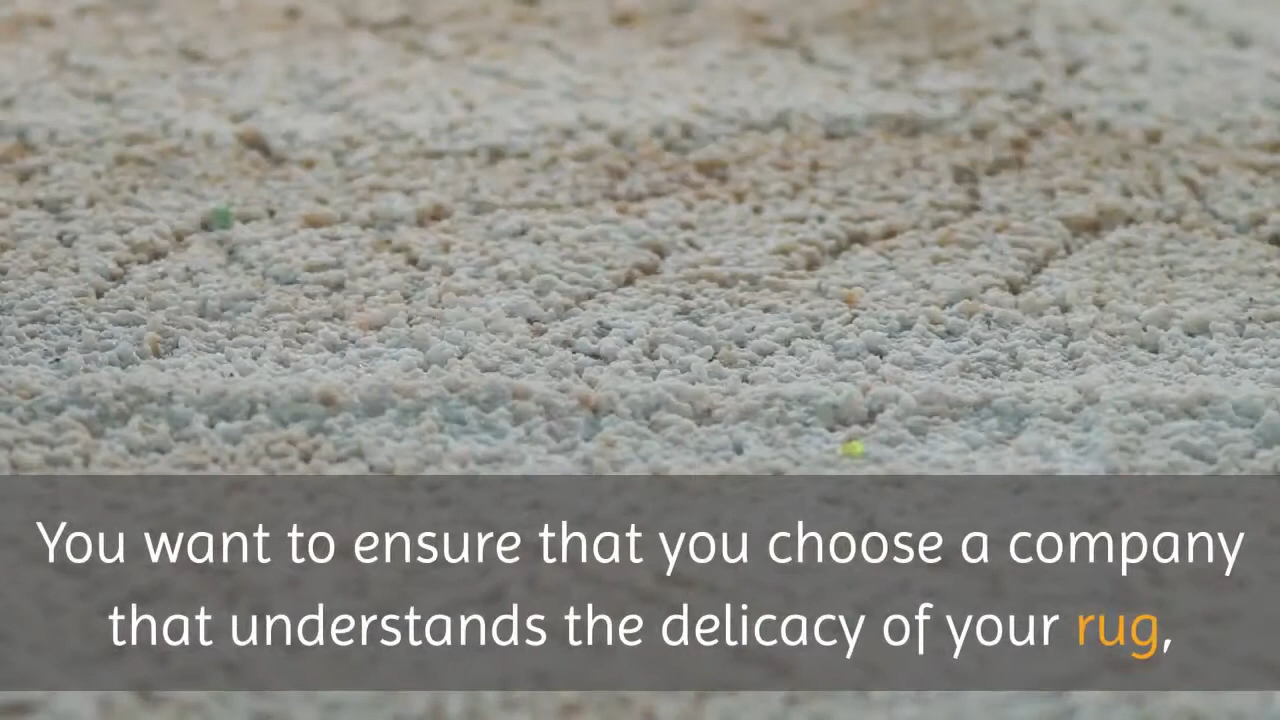 You want to ensure that you choose a company
that understands the delicacy of your rug,